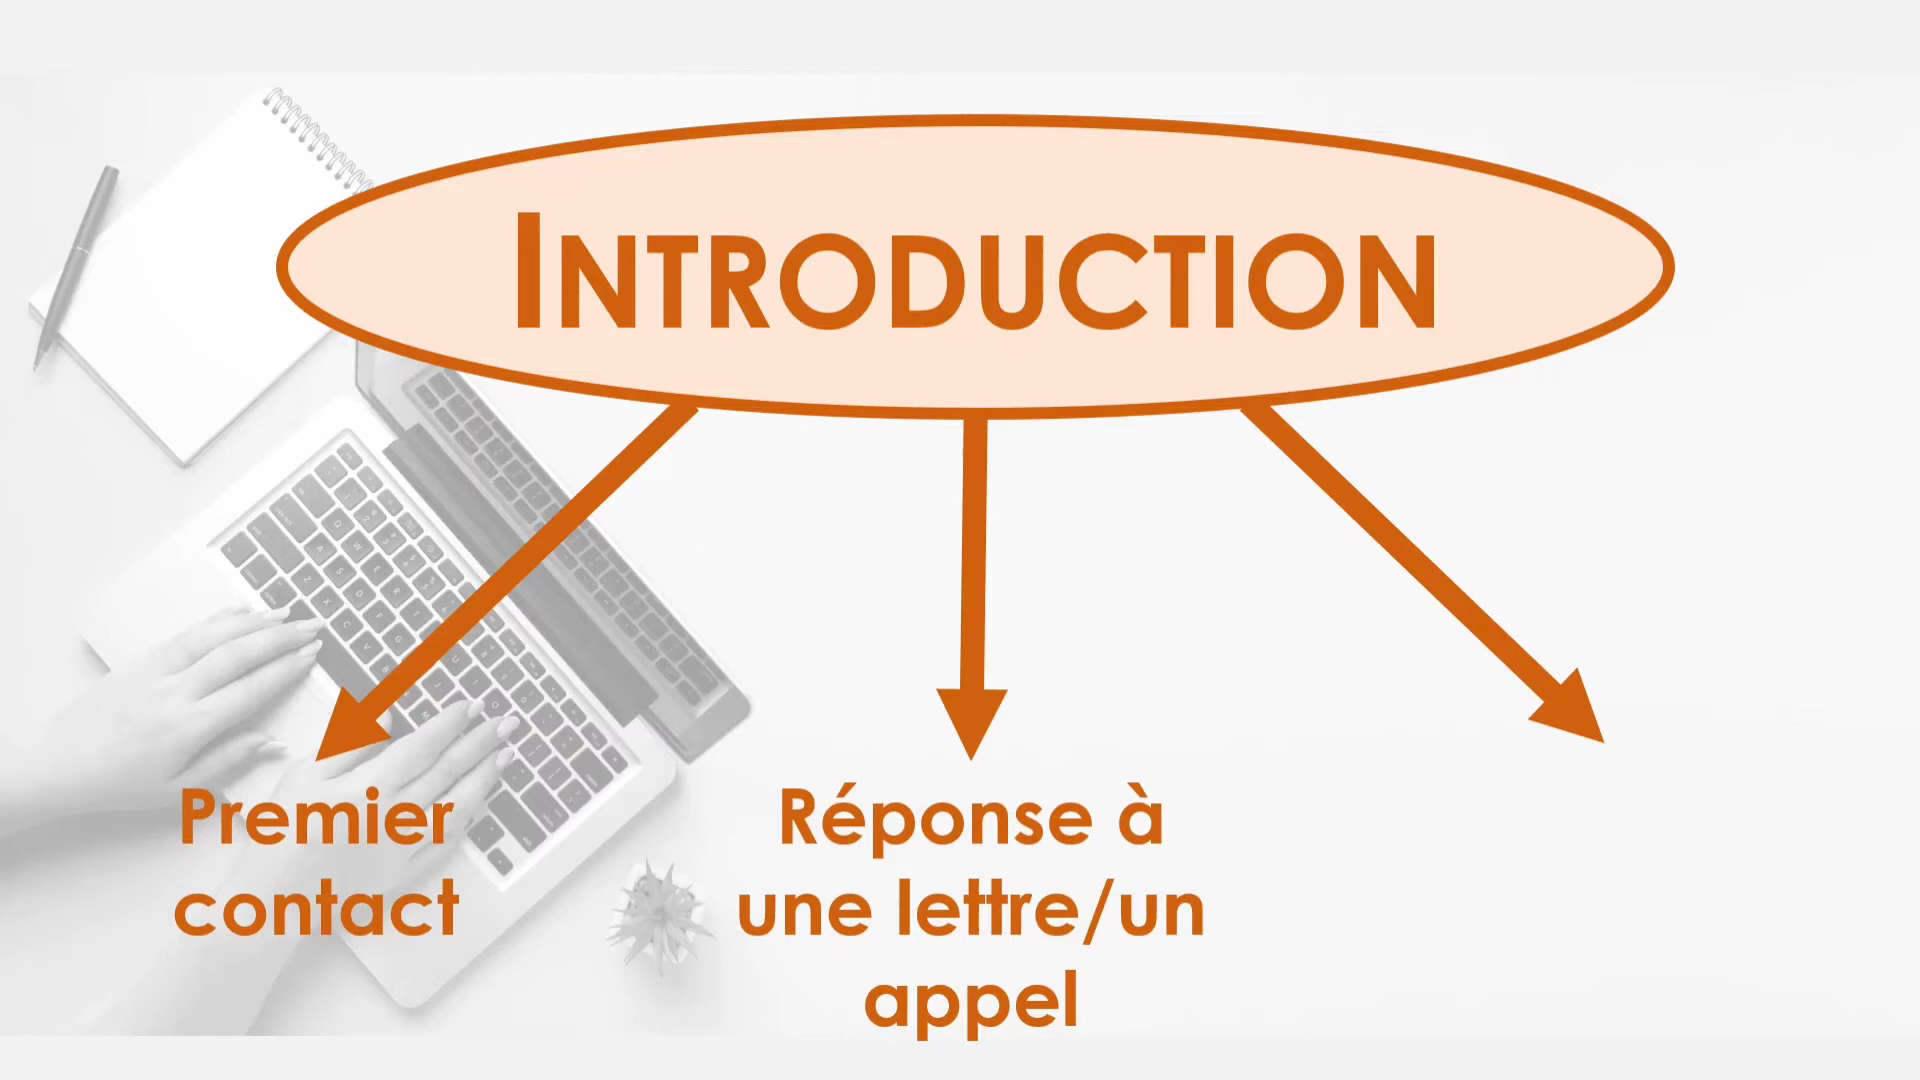 INTRODUCTION
Premier
contact
Réponse à
une lettre/un
appel